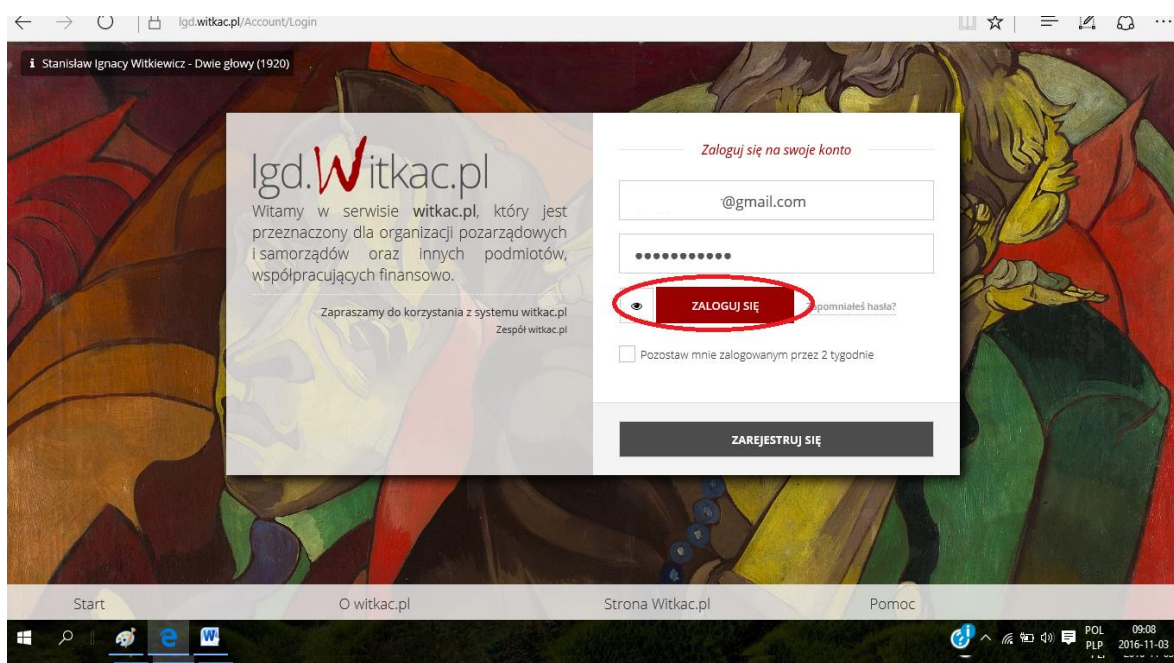 lgd.witkac.pl/Account/Login
i Stanisław Ignacy Witkiewicz - Dwie głowy (1920)
lgd.Witkac.pl
Witamy w serwisie witkac.pl, który jest
przeznaczony dla organizacji pozarządowych
i samorządów oraz innych podmiotów,
współpracujących finansowo.
Zapraszamy do korzystania z systemu witkac.pl
Zespół witkac.pl
Zaloguj się na swoje konto
@gmail.com
ZALOGUJ SIĘ
Zapomniałeś hasła?
Pozostaw mnie zalogowanym przez 2 tygodnie
ZAREJESTRUJ SIĘ
Start O witkac.pl Strona Witkac.pl Pomoc
POL 09:08
PLP 2016-11-03